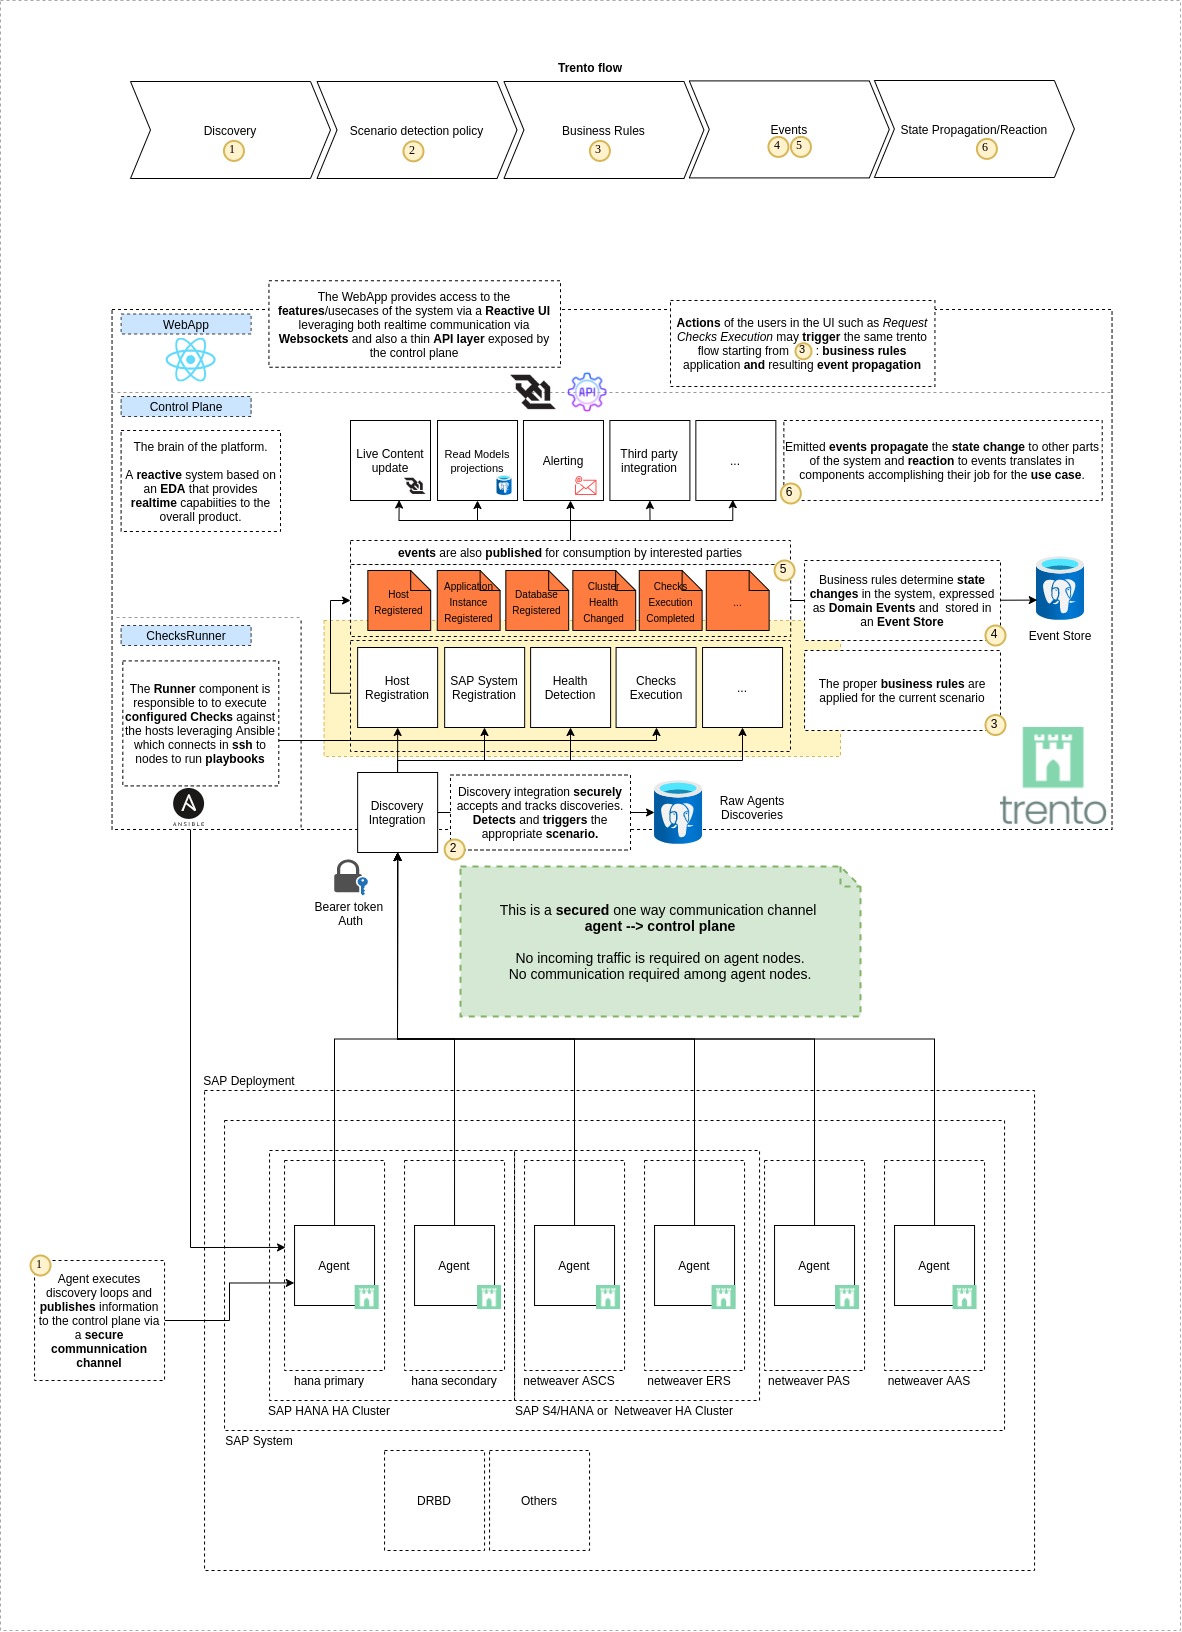 Trento flow
Discovery
1
Scenario detection policy
2
Business Rules
3
Events
4 5
State Propagation/Reaction
6
WebApp
The WebApp provides access to the
features/usecases of the system via a Reactive UI
leveraging both realtime communication via
Websockets and also a thin API layer exposed by
the control plane
Actions of the users in the UI such as Request
Checks Execution may trigger the same trento
flow starting from 3 : business rules
application and resulting event propagation
API
Control Plane
The brain of the platform.
A reactive system based on
an EDA that provides
realtime capabiities to the
overall product.
Live Content
update
Read Models
projections
Alerting
Third party
integration
...
Emitted events propagate the state change to other parts
of the system and reaction to events translates in
components accomplishing their job for the use case.
6
events are also published for consumption by interested parties
5
Host
Registered
Application
Instance
Registered
Database
Registered
Cluster
Health
Changed
Checks
Execution
Completed
...
Business rules determine state
changes in the system, expressed
as Domain Events and stored in
an Event Store
4
Event Store
ChecksRunner
The Runner component is
responsible to to execute
configured Checks against
the hosts leveraging Ansible
which connects in ssh to
nodes to run playbooks
ANSIBLE
Host
Registration
SAP System
Registration
Health
Detection
Checks
Execution
...
The proper business rules are
applied for the current scenario
3
trento
Discovery
Integration
Discovery integration securely
accepts and tracks discoveries.
Detects and triggers the
appropriate scenario.
2
Raw Agents
Discoveries
Bearer token
Auth
This is a secured one way communication channel
agent --> control plane
No incoming traffic is required on agent nodes.
No communication required among agent nodes.
SAP Deployment
1
Agent executes
discovery loops and
publishes information
to the control plane via
a secure
communnication
channel
Agent
Agent
Agent
Agent
Agent
Agent
hana primary
hana secondary
netweaver ASCS
netweaver ERS
netweaver PAS
netweaver AAS
SAP HANA HA Cluster
SAP S4/HANA or Netweaver HA Cluster
SAP System
DRBD
Others